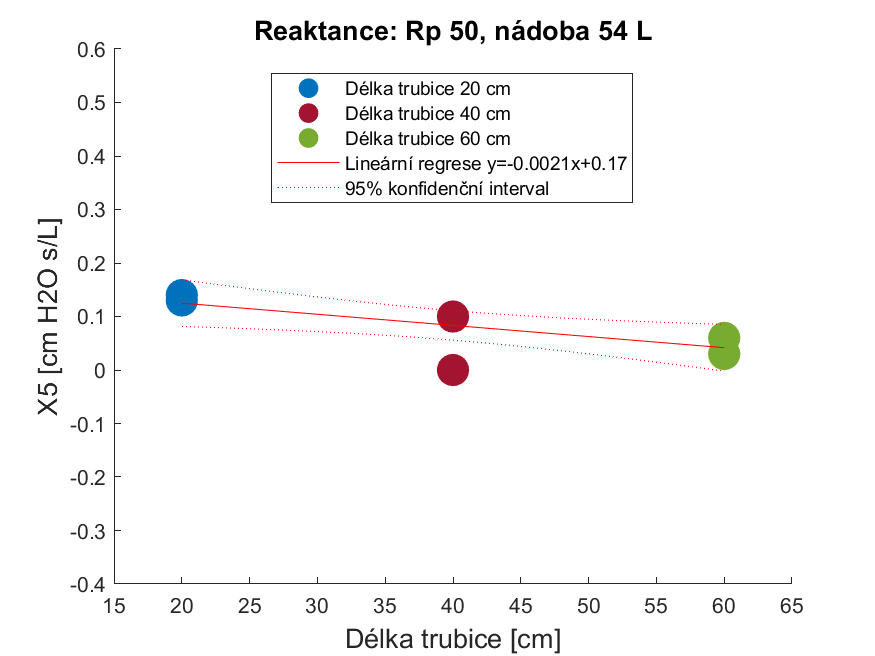 Reaktance: Rp 50, nádoba 54 L
0.6
0.5
0.4
0.3
0.2
0.1
0
-0.1
-0.2
-0.3
-0.4
X5 [cm H2O s/L]
Délka trubice 20 cm
Délka trubice 40 cm
Délka trubice 60 cm
Lineární regrese y=-0.0021x+0.17
95% konfidenční interval
15 20 25 30 35 40 45 50 55 60 65
Délka trubice [cm]